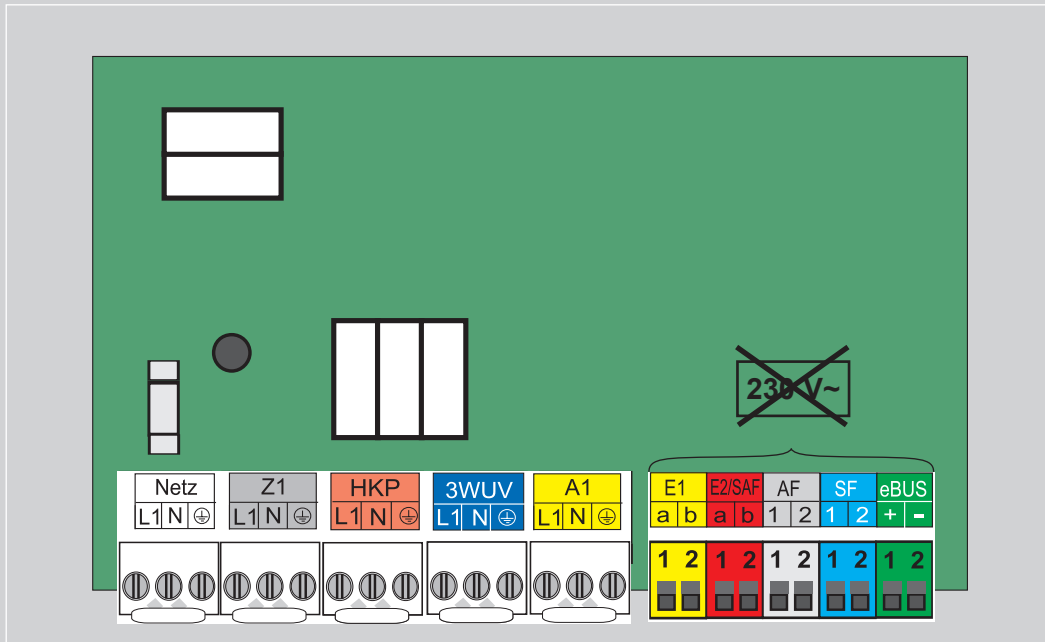 230 V~
Netz Z1 HKP 3WUV A1 E1 E2/SAF AF SF eBUS
L1 N ⏚ L1 N ⏚ L1 N ⏚ L1 N ⏚ L1 N ⏚ a b a b 1 2 1 2 + -
1 2 1 2 1 2 1 2 1 2